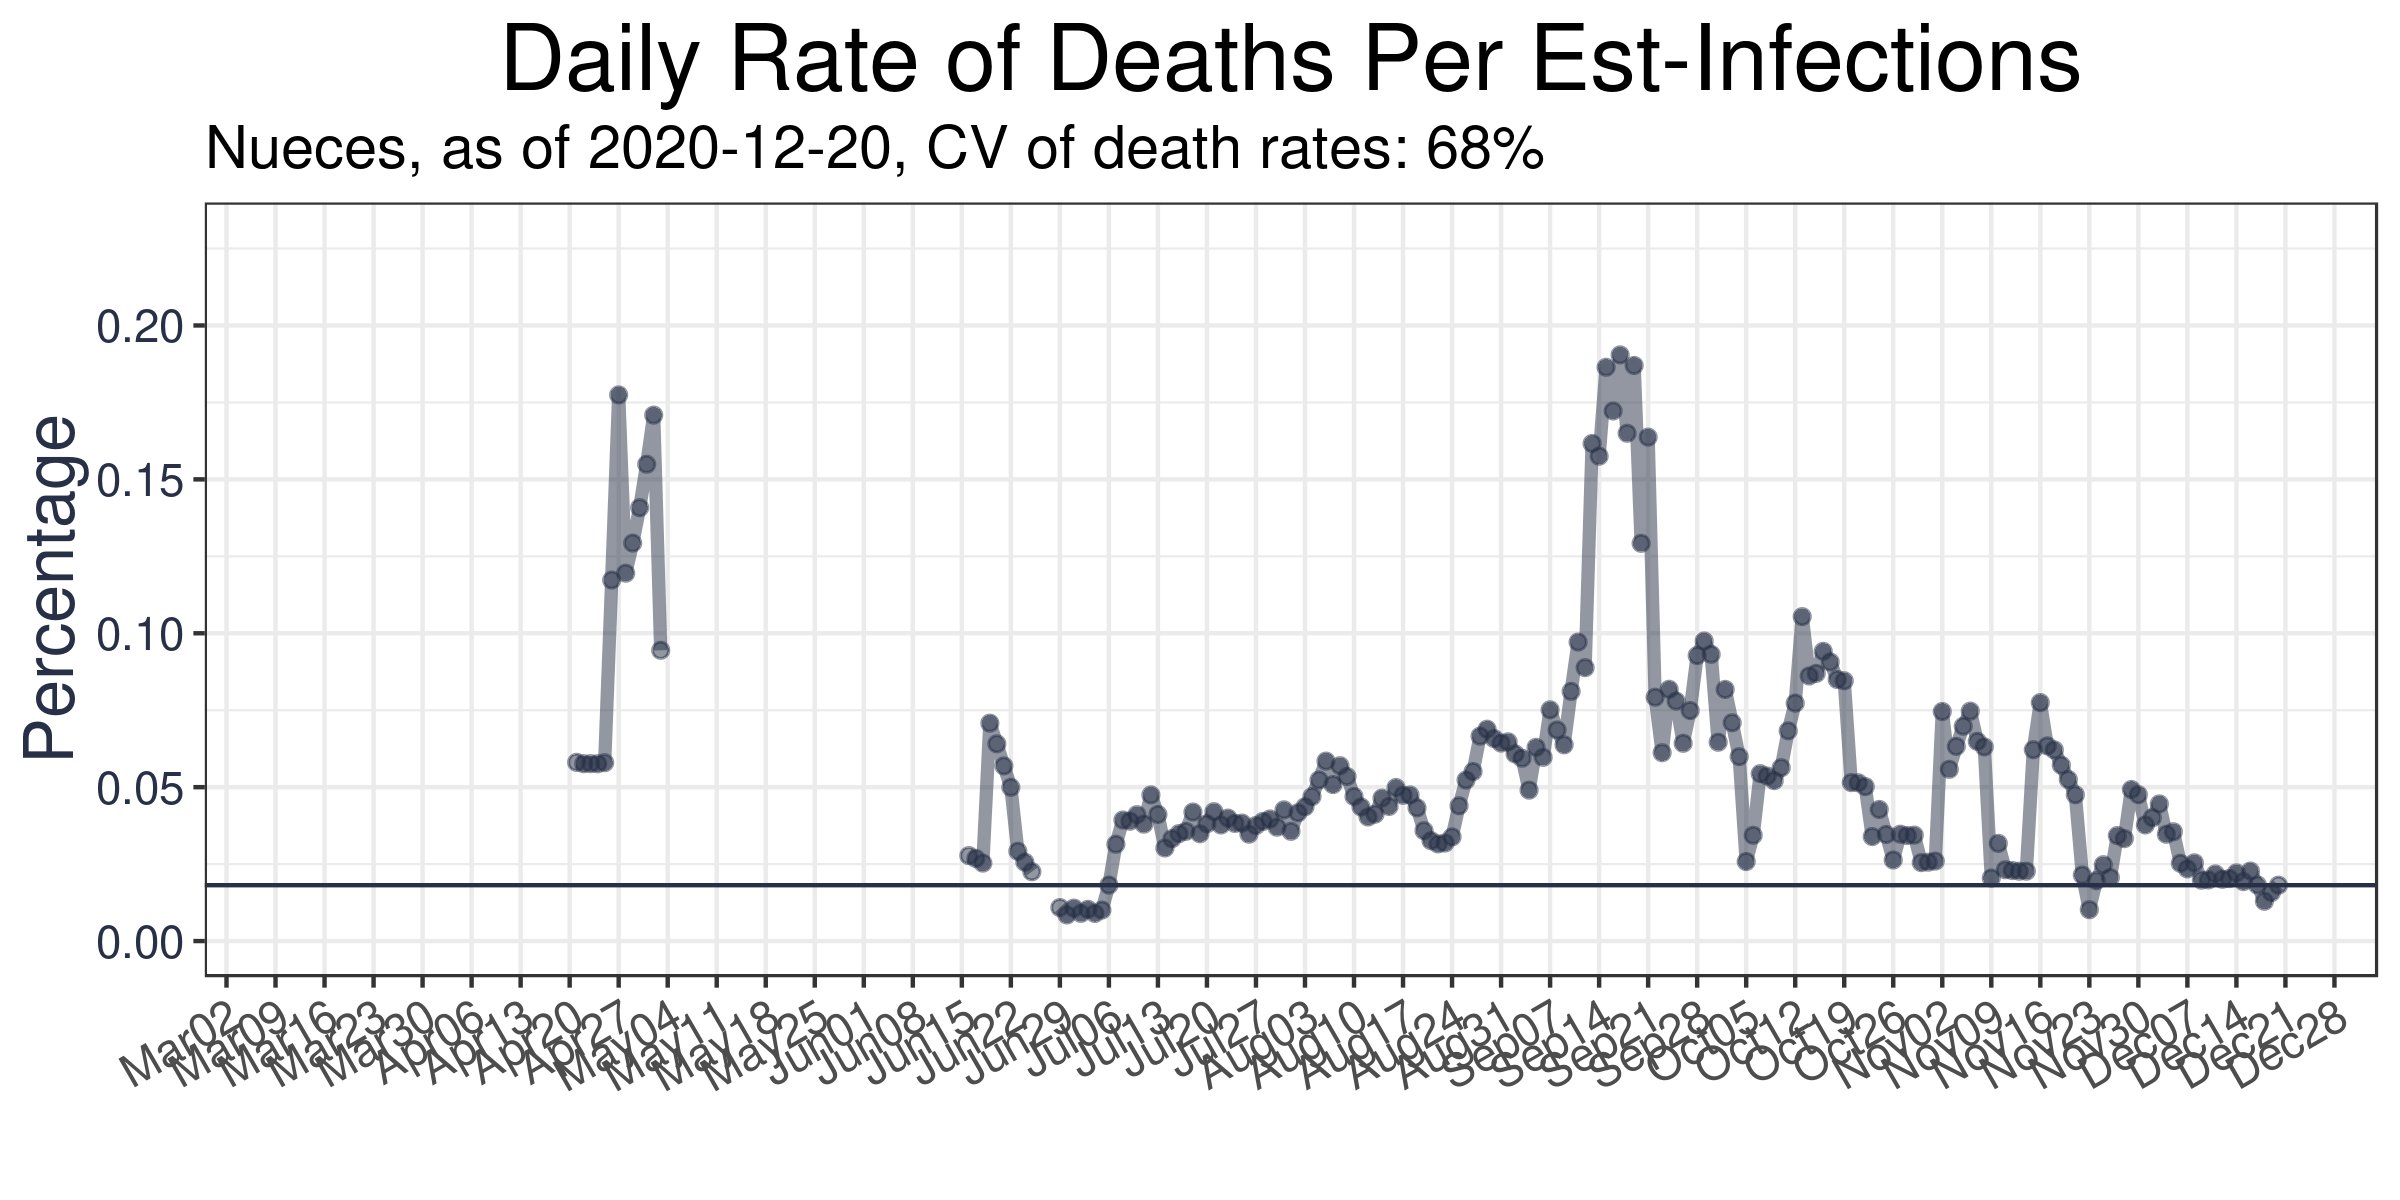 Daily Rate of Deaths Per Est-Infections
Nueces, as of 2020-12-20, CV of death rates: 68%
Percentage
0.20
0.15
0.10
0.05
0.00
Mar02
Mar09
Mar16
Mar23
Mar30
Apr06
Apr13
Apr20
Apr27
May04
May11
May18
May25
Jun01
Jun08
Jun15
Jun22
Jun29
Jul06
Jul13
Jul20
Jul27
Aug03
Aug10
Aug17
Aug24
Aug31
Sep07
Sep14
Sep21
Sep28
Oct05
Oct12
Oct19
Oct26
Nov02
Nov09
Nov16
Nov23
Nov30
Dec07
Dec14
Dec21
Dec28